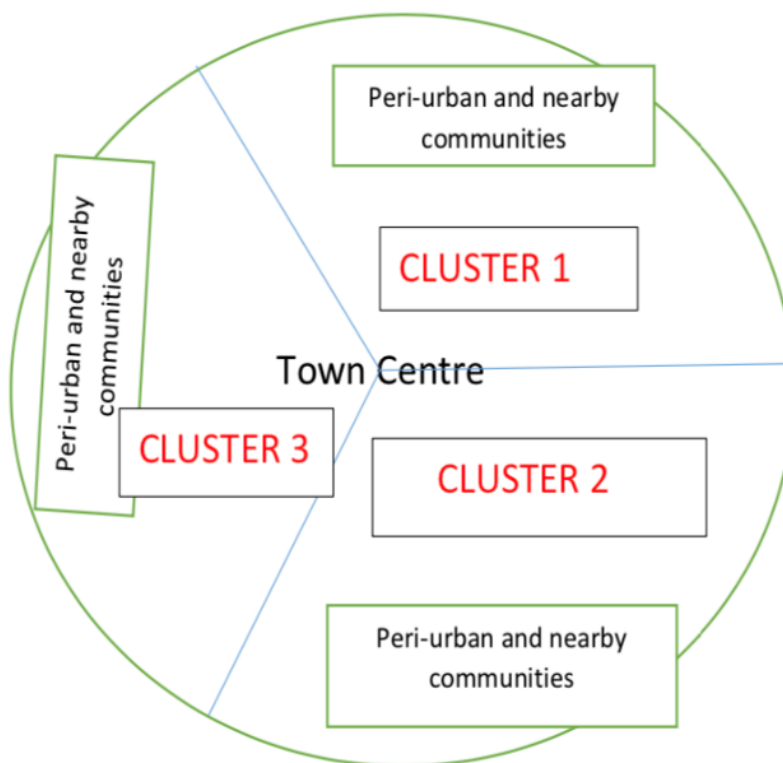 Peri-urban and nearby
communities
CLUSTER 1
Peri-urban and nearby
communities
Town Centre
CLUSTER 3
CLUSTER 2
Peri-urban and nearby
communities